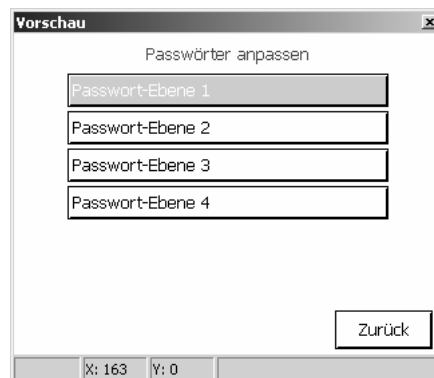 Vorschau
Passwörter anpassen
Passwort-Ebene 1
Passwort-Ebene 2
Passwort-Ebene 3
Passwort-Ebene 4
Zurück
X: 163 Y: 0